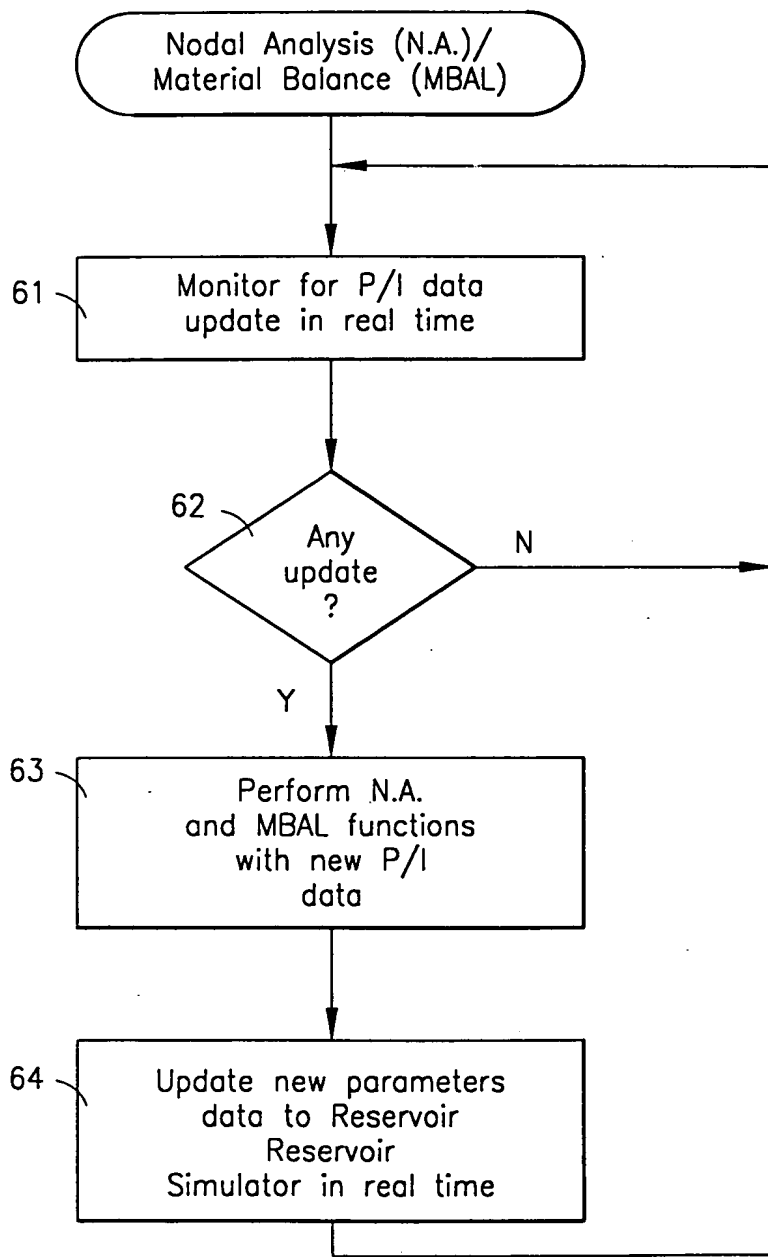 Nodal Analysis (N.A.)/
Material Balance (MBAL)
61
Monitor for P/I data
update in real time
62
Any
update
?
N
Y
63
Perform N.A.
and MBAL functions
with new P/I
data
64
Update new parameters
data to Reservoir
Reservoir
Simulator in real time